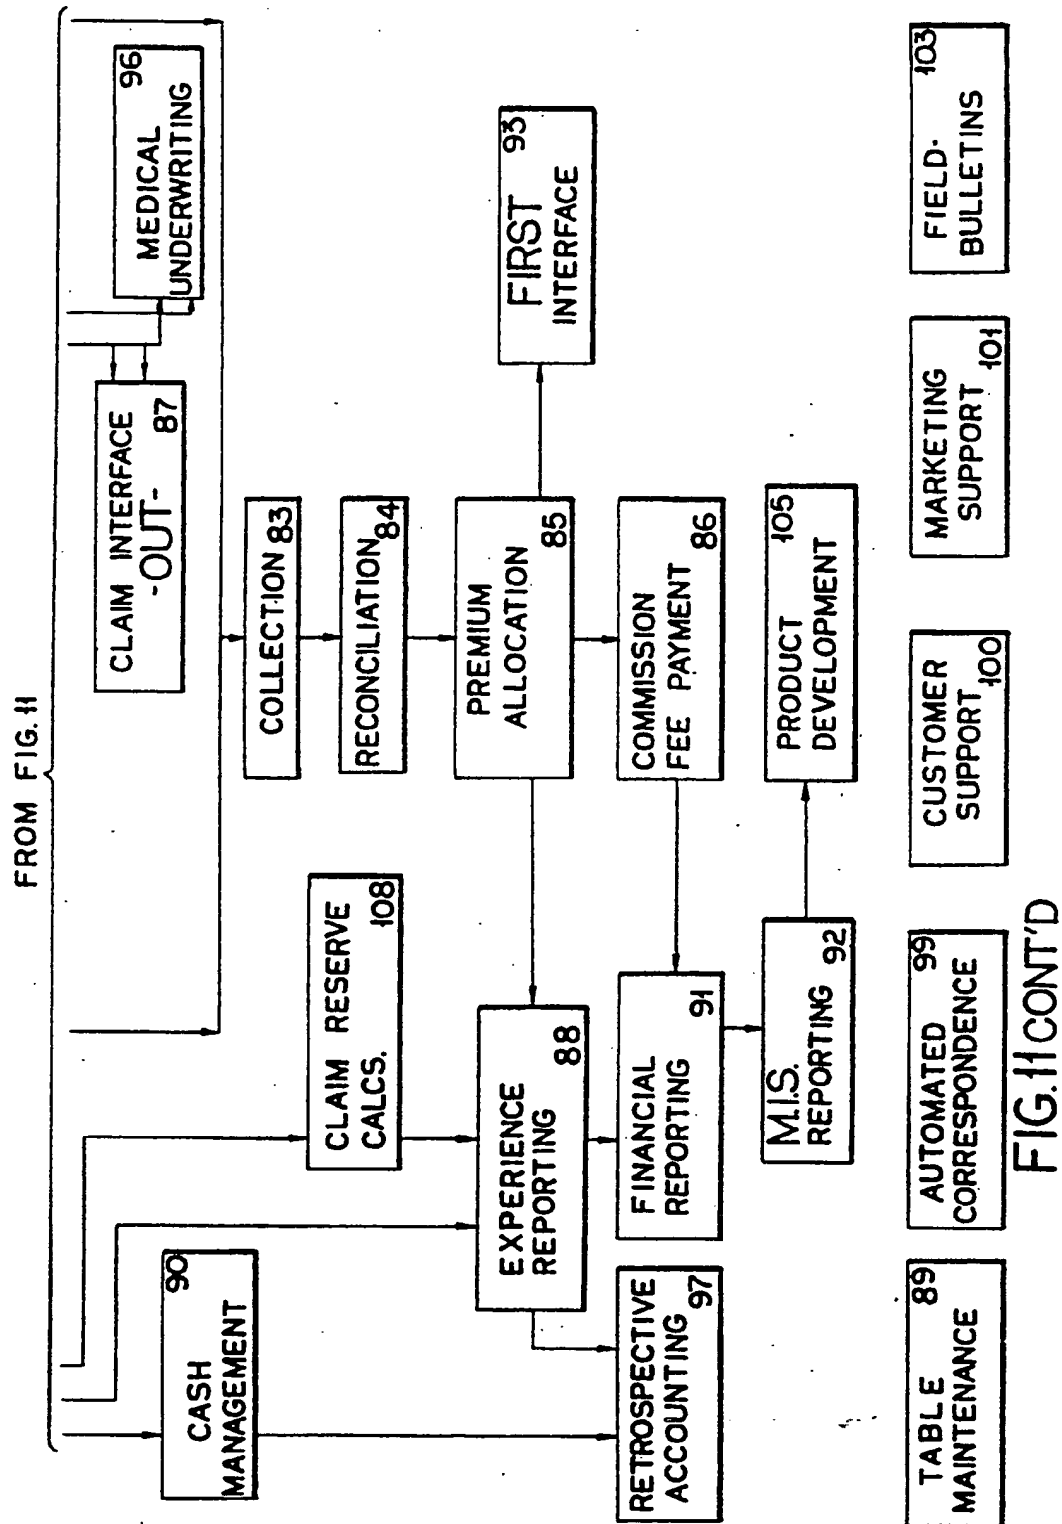 FROM FIG. 11
CASH
MANAGEMENT
90
CLAIM RESERVE
CALCS.
108
CLAIM INTERFACE
-OUT-
87
MEDICAL
UNDERWRITING
96
COLLECTION
83
RECONCILIATION
84
EXPERIENCE
REPORTING
88
PREMIUM
ALLOCATION
85
FIRST
INTERFACE
93
RETROSPECTIVE
ACCOUNTING
97
FINANCIAL
REPORTING
91
COMMISSION
FEE PAYMENT
86
M.I.S.
REPORTING
92
PRODUCT
DEVELOPMENT
105
TABLE
MAINTENANCE
89
AUTOMATED
CORRESPONDENCE
99
CUSTOMER
SUPPORT
100
MARKETING
SUPPORT
101
FIELD-
BULLETINS
103
FIG. 11 CONT'D